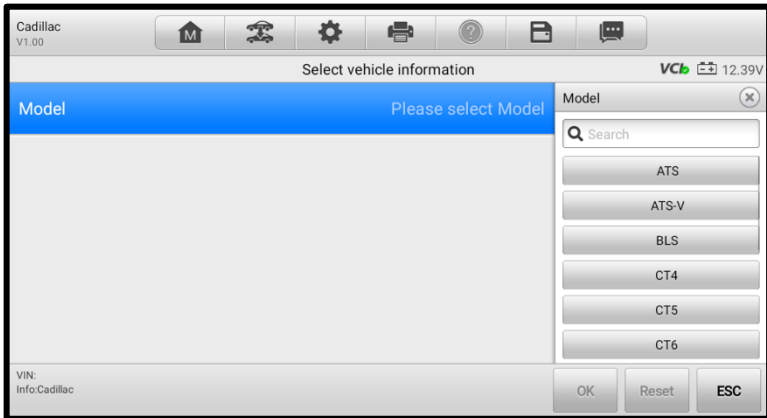 Cadillac
V1.00
M
?
Select vehicle information
VCI
12.39V
Model
Please select Model
Model
Search
ATS
ATS-V
BLS
CT4
CT5
CT6
VIN:
Info:Cadillac
OK
Reset
ESC